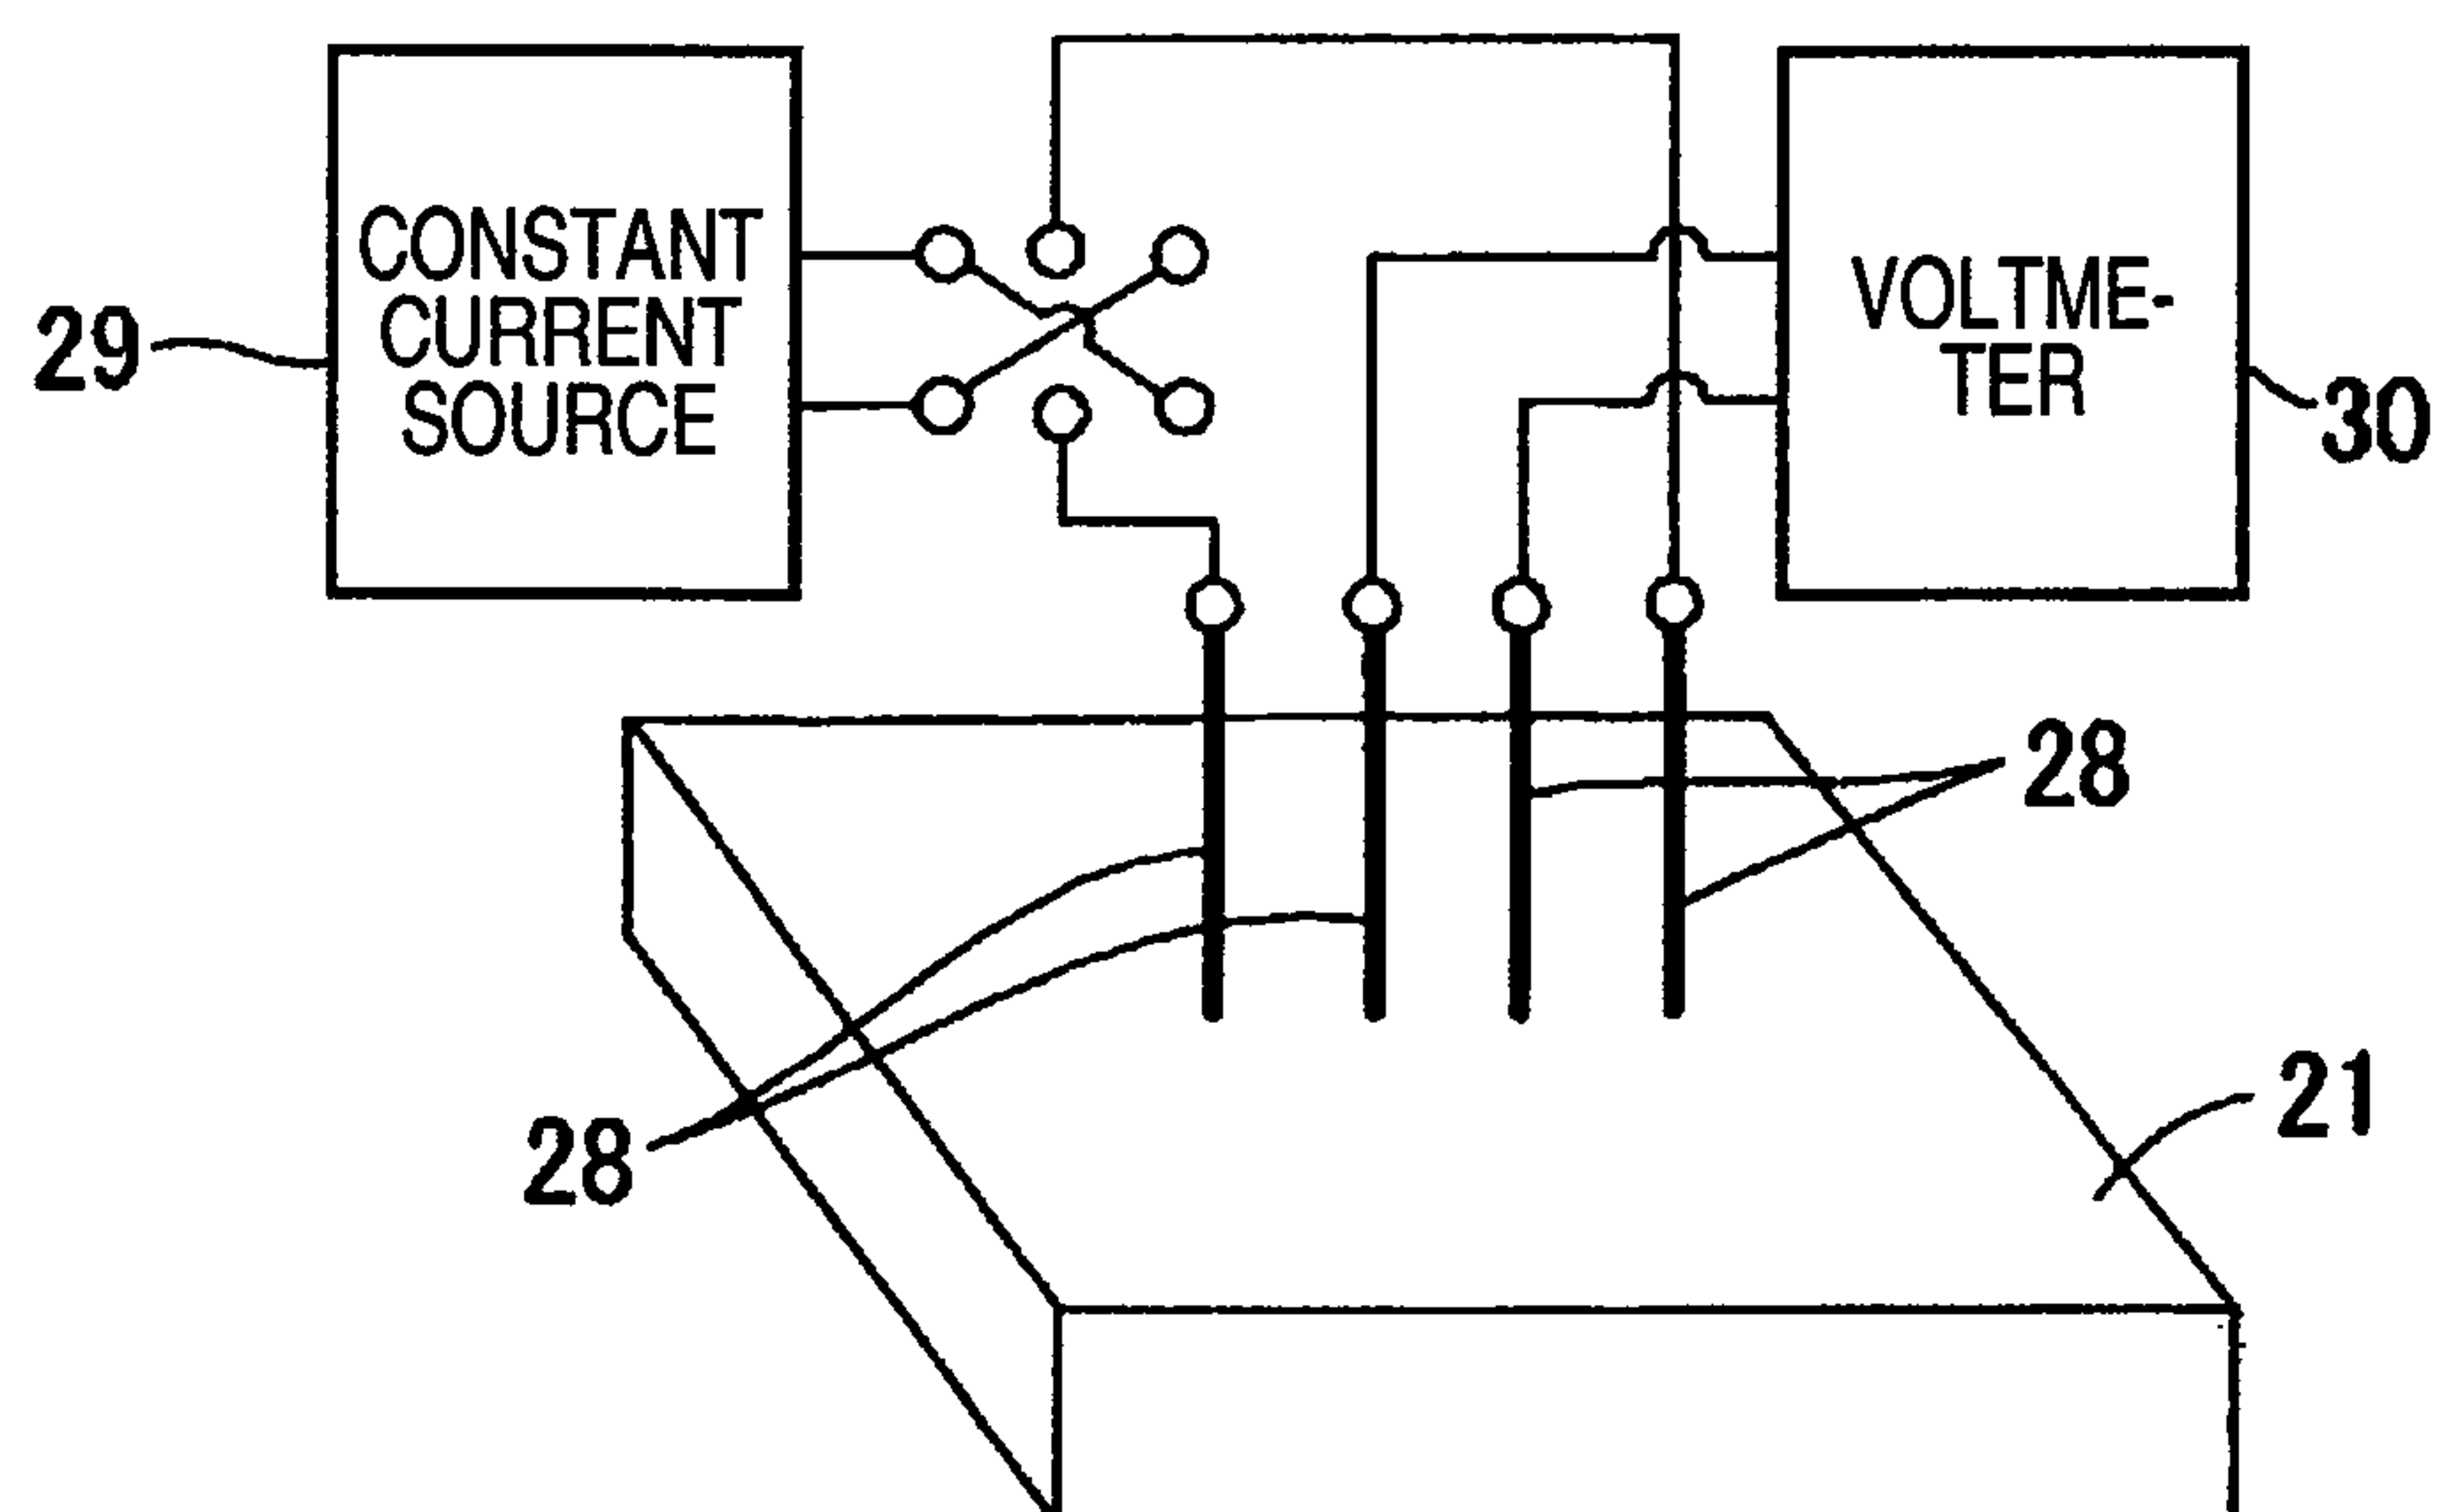 CONSTANT
CURRENT
SOURCE
29
VOLTME-
TER
30
28
21
28